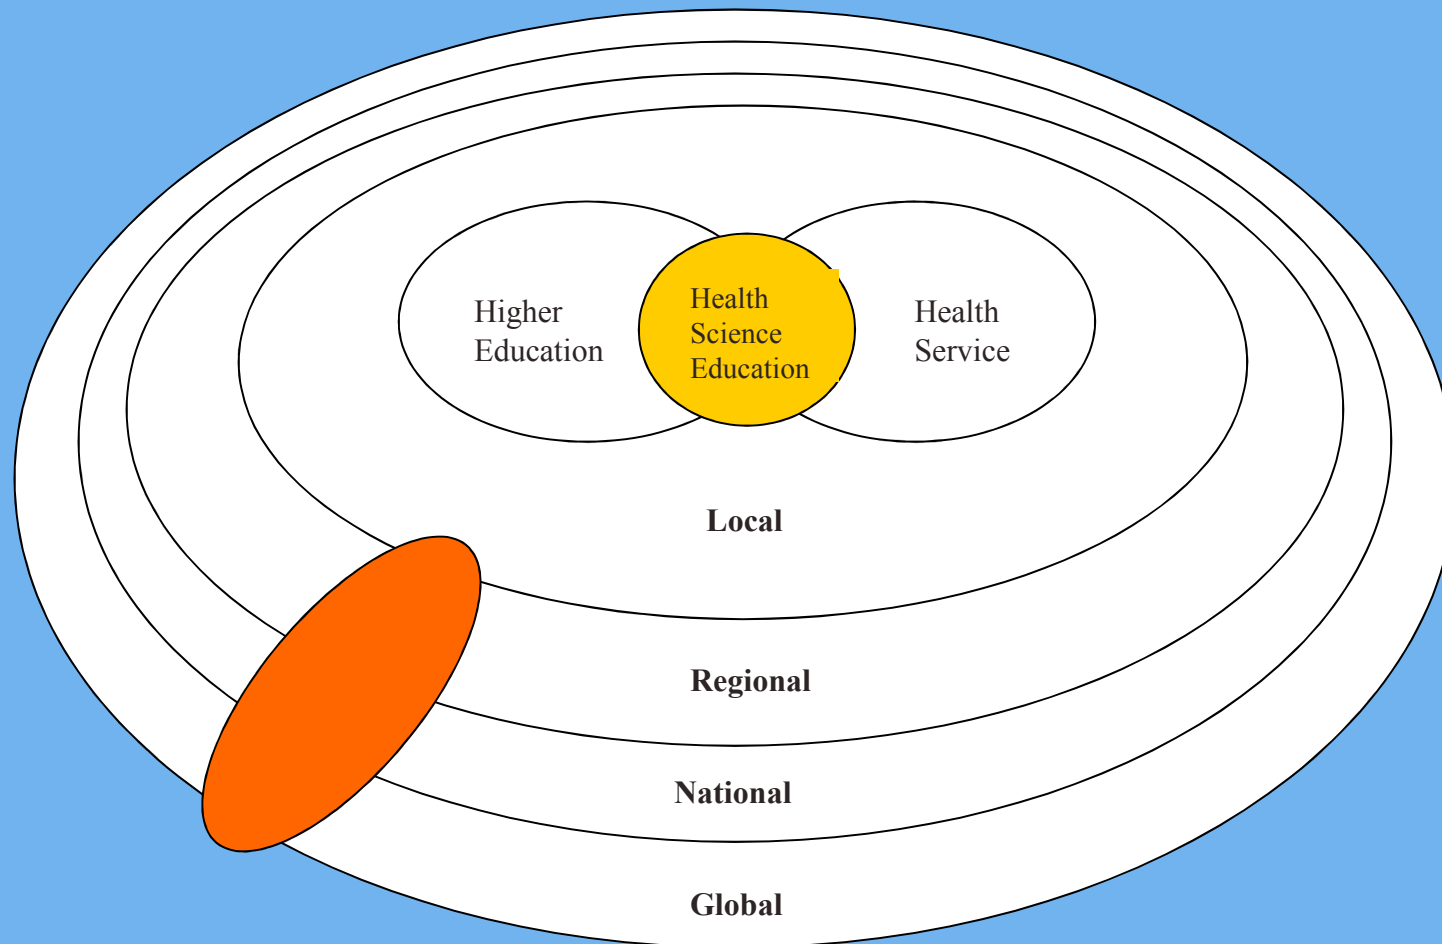 Higher
Education
Health
Science
Education
Health
Service
Local
Regional
National
Global